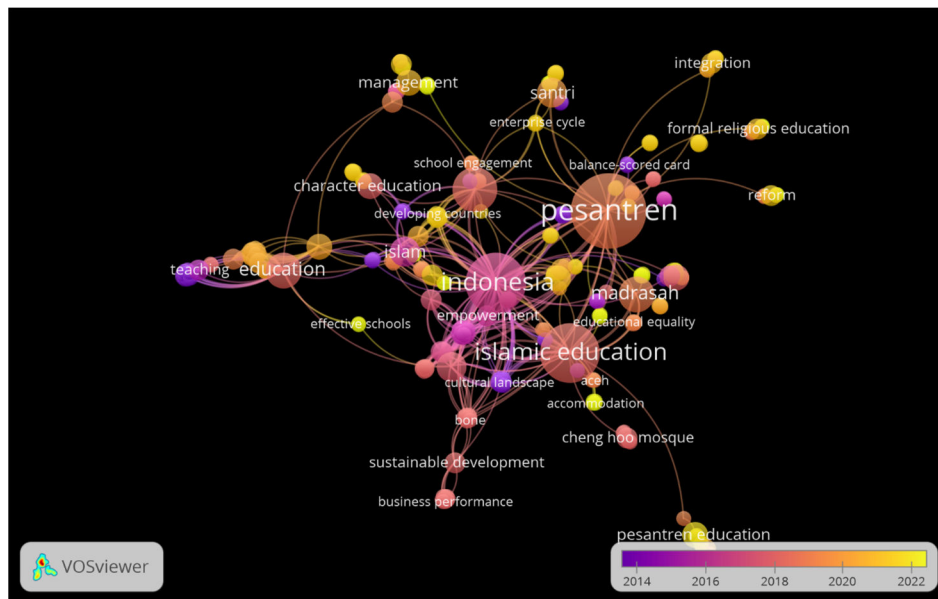 integration
management
santri
enterprise cycle
formal religious education
school engagement
balance-scored card
character education
reform
pesantren
developing countries
islam
teaching
education
indonesia
madrasah
empowerment
educational equality
effective schools
islamic education
cultural landscape
aceh
accommodation
bone
cheng hoo mosque
sustainable development
business performance
pesantren education
VOSviewer
2014 2016 2018 2020 2022